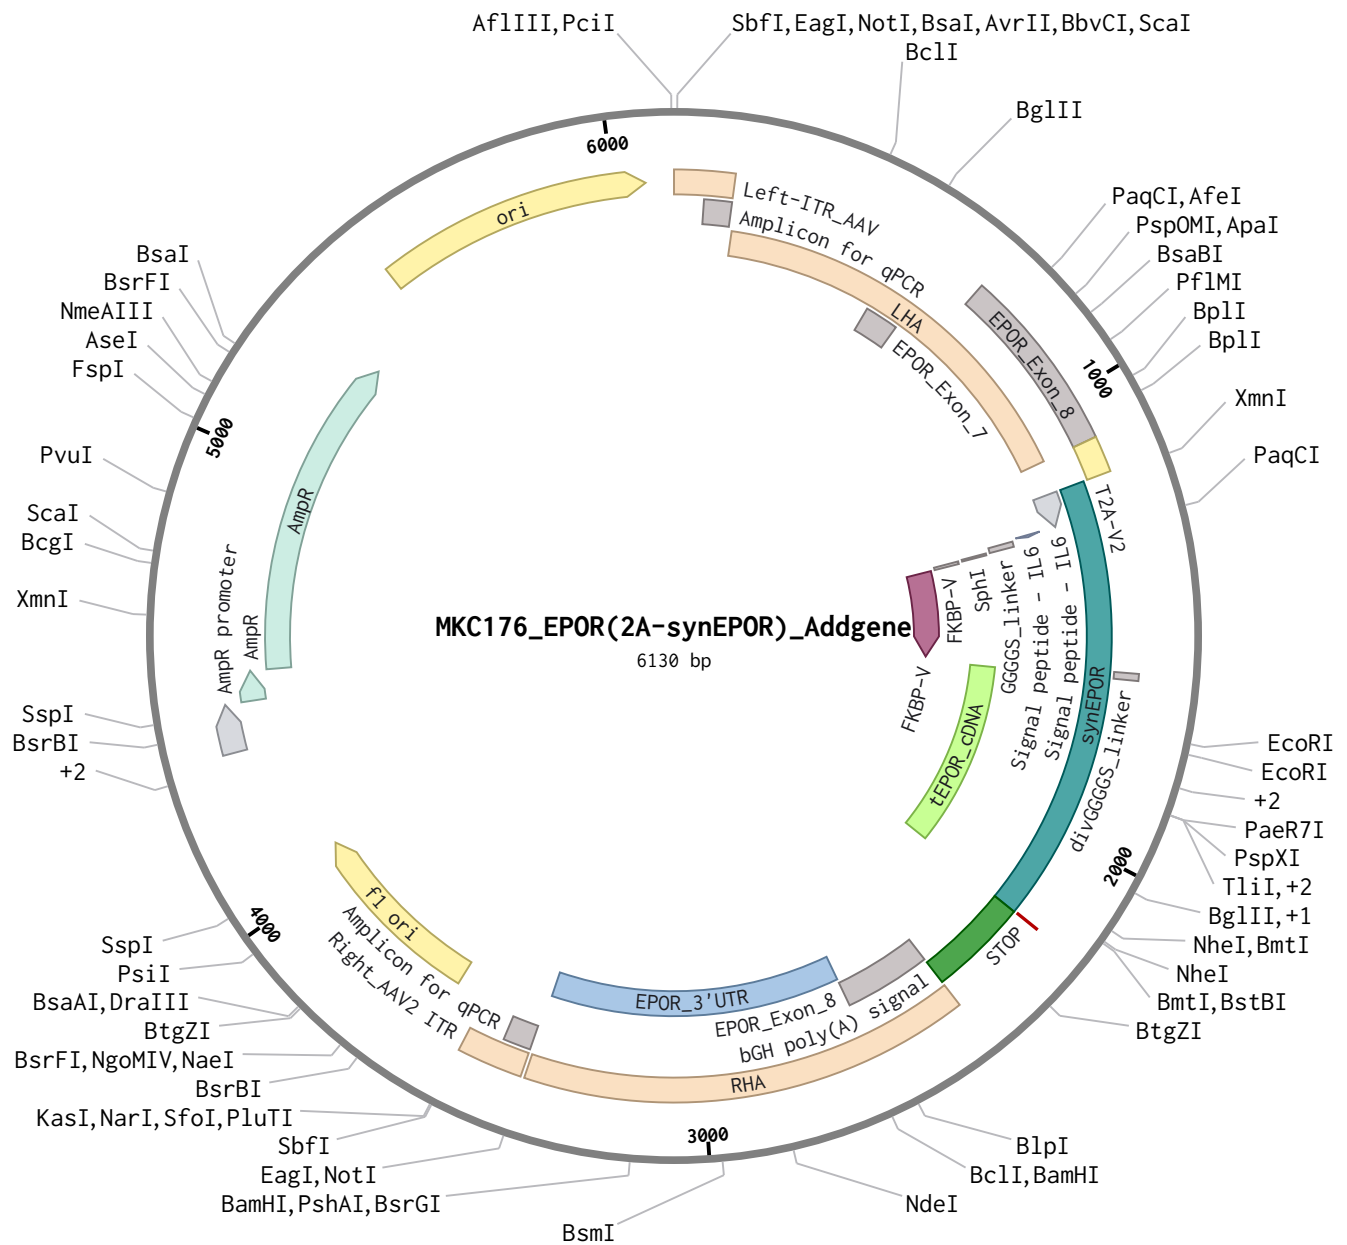 AflIII,PciI
SbfI,EagI,NotI,BsaI,AvrII,BbvCI,ScaI
BclI
BglII
PaqCI,AfeI
PspOMI,ApaI
BsaBI
PflMI
BplI
BplI
XmnI
PaqCI
EcoRI
EcoRI
+2
PaeR7I
PspXI
TliI,+2
BglII,+1
NheI,BmtI
NheI
BmtI,BstBI
BtgZI
BlpI
BclI,BamHI
NdeI
BsmI
BamHI,PshAI,BsrGI
EagI,NotI
SbfI
KasI,NarI,SfoI,PluTI
BsrBI
BsrFI,NgoMIV,NaeI
BtgZI
BsaAI,DraIII
PsiI
SspI
+2
BsrBI
SspI
XmnI
BcgI
ScaI
PvuI
FspI
AseI
NmeAIII
BsrFI
BsaI
6000
1000
2000
3000
4000
5000
ori
Left-ITR_AAV
Amplicon for qPCR
LHA
EPOR_Exon_7
EPOR_Exon_8
T2A-V2
Signal peptide - IL6
Signal peptide - IL6
GGGGS_linker
SphI
FKBP-V
FKBP-V
synEPOR
divGGGGS_linker
tEPOR_cDNA
STOP
bGH poly(A) signal
EPOR_Exon_8
EPOR_3'UTR
RHA
Amplicon for qPCR
Right_AAV2 ITR
f1 ori
AmpR promoter
AmpR
AmpR
MKC176_EPOR(2A-synEPOR)_Addgene
6130 bp